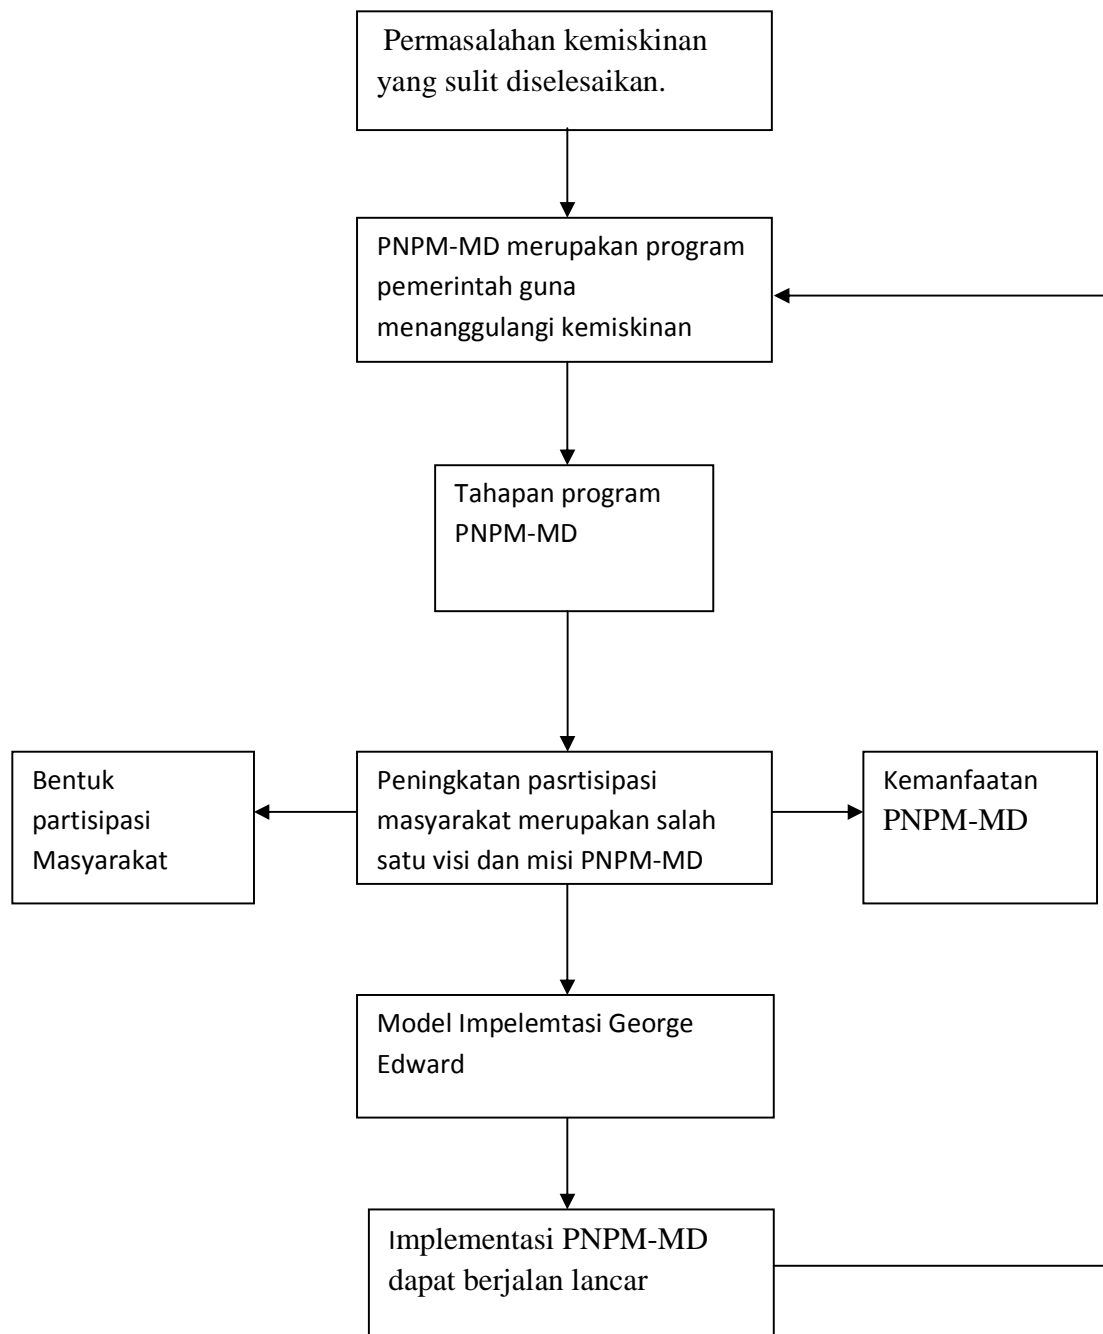 Permasalahan kemiskinan
yang sulit diselesaikan.
PNPM-MD merupakan program
pemerintah guna
menanggulangi kemiskinan
Tahapan program
PNPM-MD
Bentuk
partisipasi
Masyarakat
Peningkatan pasrtisipasi
masyarakat merupakan salah
satu visi dan misi PNPM-MD
Kemanfaatan
PNPM-MD
Model Impelemtasi George
Edward
Implementasi PNPM-MD
dapat berjalan lancar